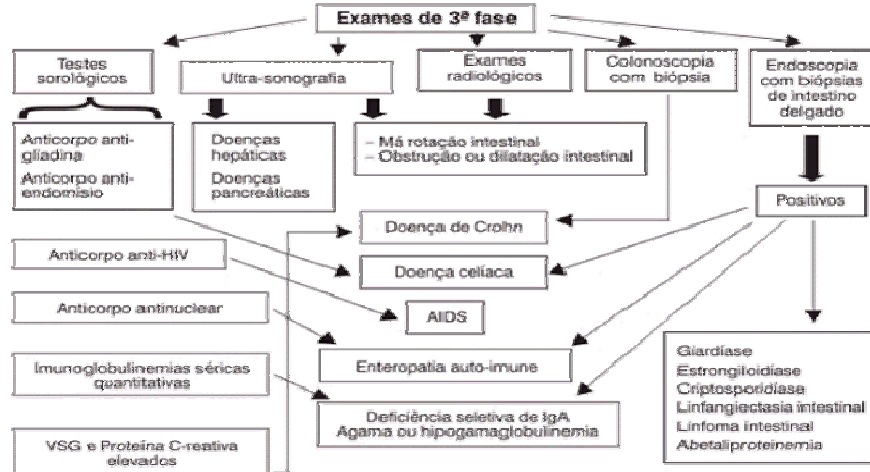 Exames de 3ª fase
Testes
sorológicos
Ultra-sonografia
Exames
radiológicos
Colonoscopia
com biópsia
Endoscopia
com biópsias
de intestino
delgado
Anticorpo anti-
gliadina
Anticorpo anti-
endomísio
Doenças
hepáticas
Doenças
pancreáticas
– Má rotação intestinal
– Obstrução ou dilatação intestinal
Positivos
Doença de Crohn
Anticorpo anti-HIV
Doença celíaca
Anticorpo antinuclear
AIDS
Enteropatia auto-imune
Imunoglobulinemias séricas
quantitativas
Deficiência seletiva de IgA
Agama ou hipogamaglobulinemia
VSG e Proteína C-reativa
elevados
Giardíase
Estrongiloidíase
Criptosporidíase
Linfangiectasia intestinal
Linfoma intestinal
Abetaliproteinemia